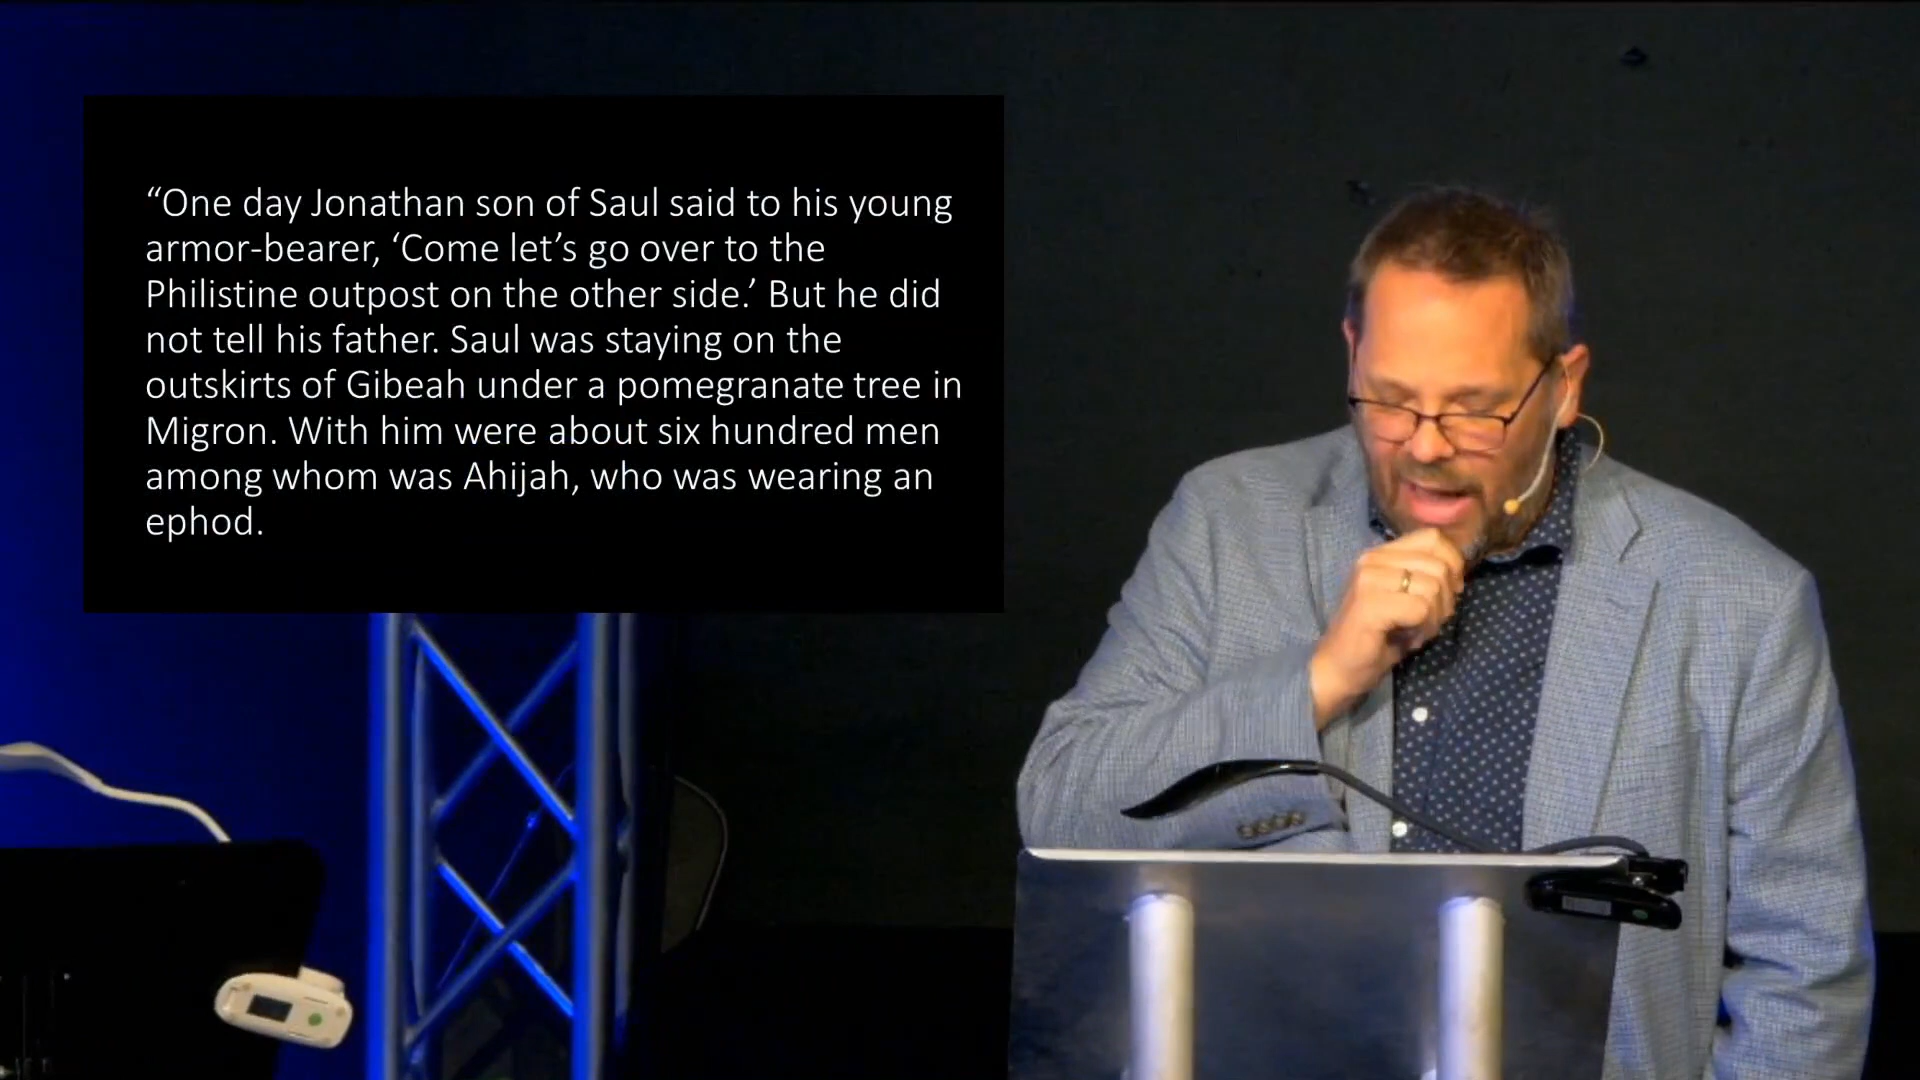 “One day Jonathan son of Saul said to his young
armor-bearer, ‘Come let’s go over to the
Philistine outpost on the other side.’ But he did
not tell his father. Saul was staying on the
outskirts of Gibeah under a pomegranate tree in
Migron. With him were about six hundred men
among whom was Ahijah, who was wearing an
ephod.